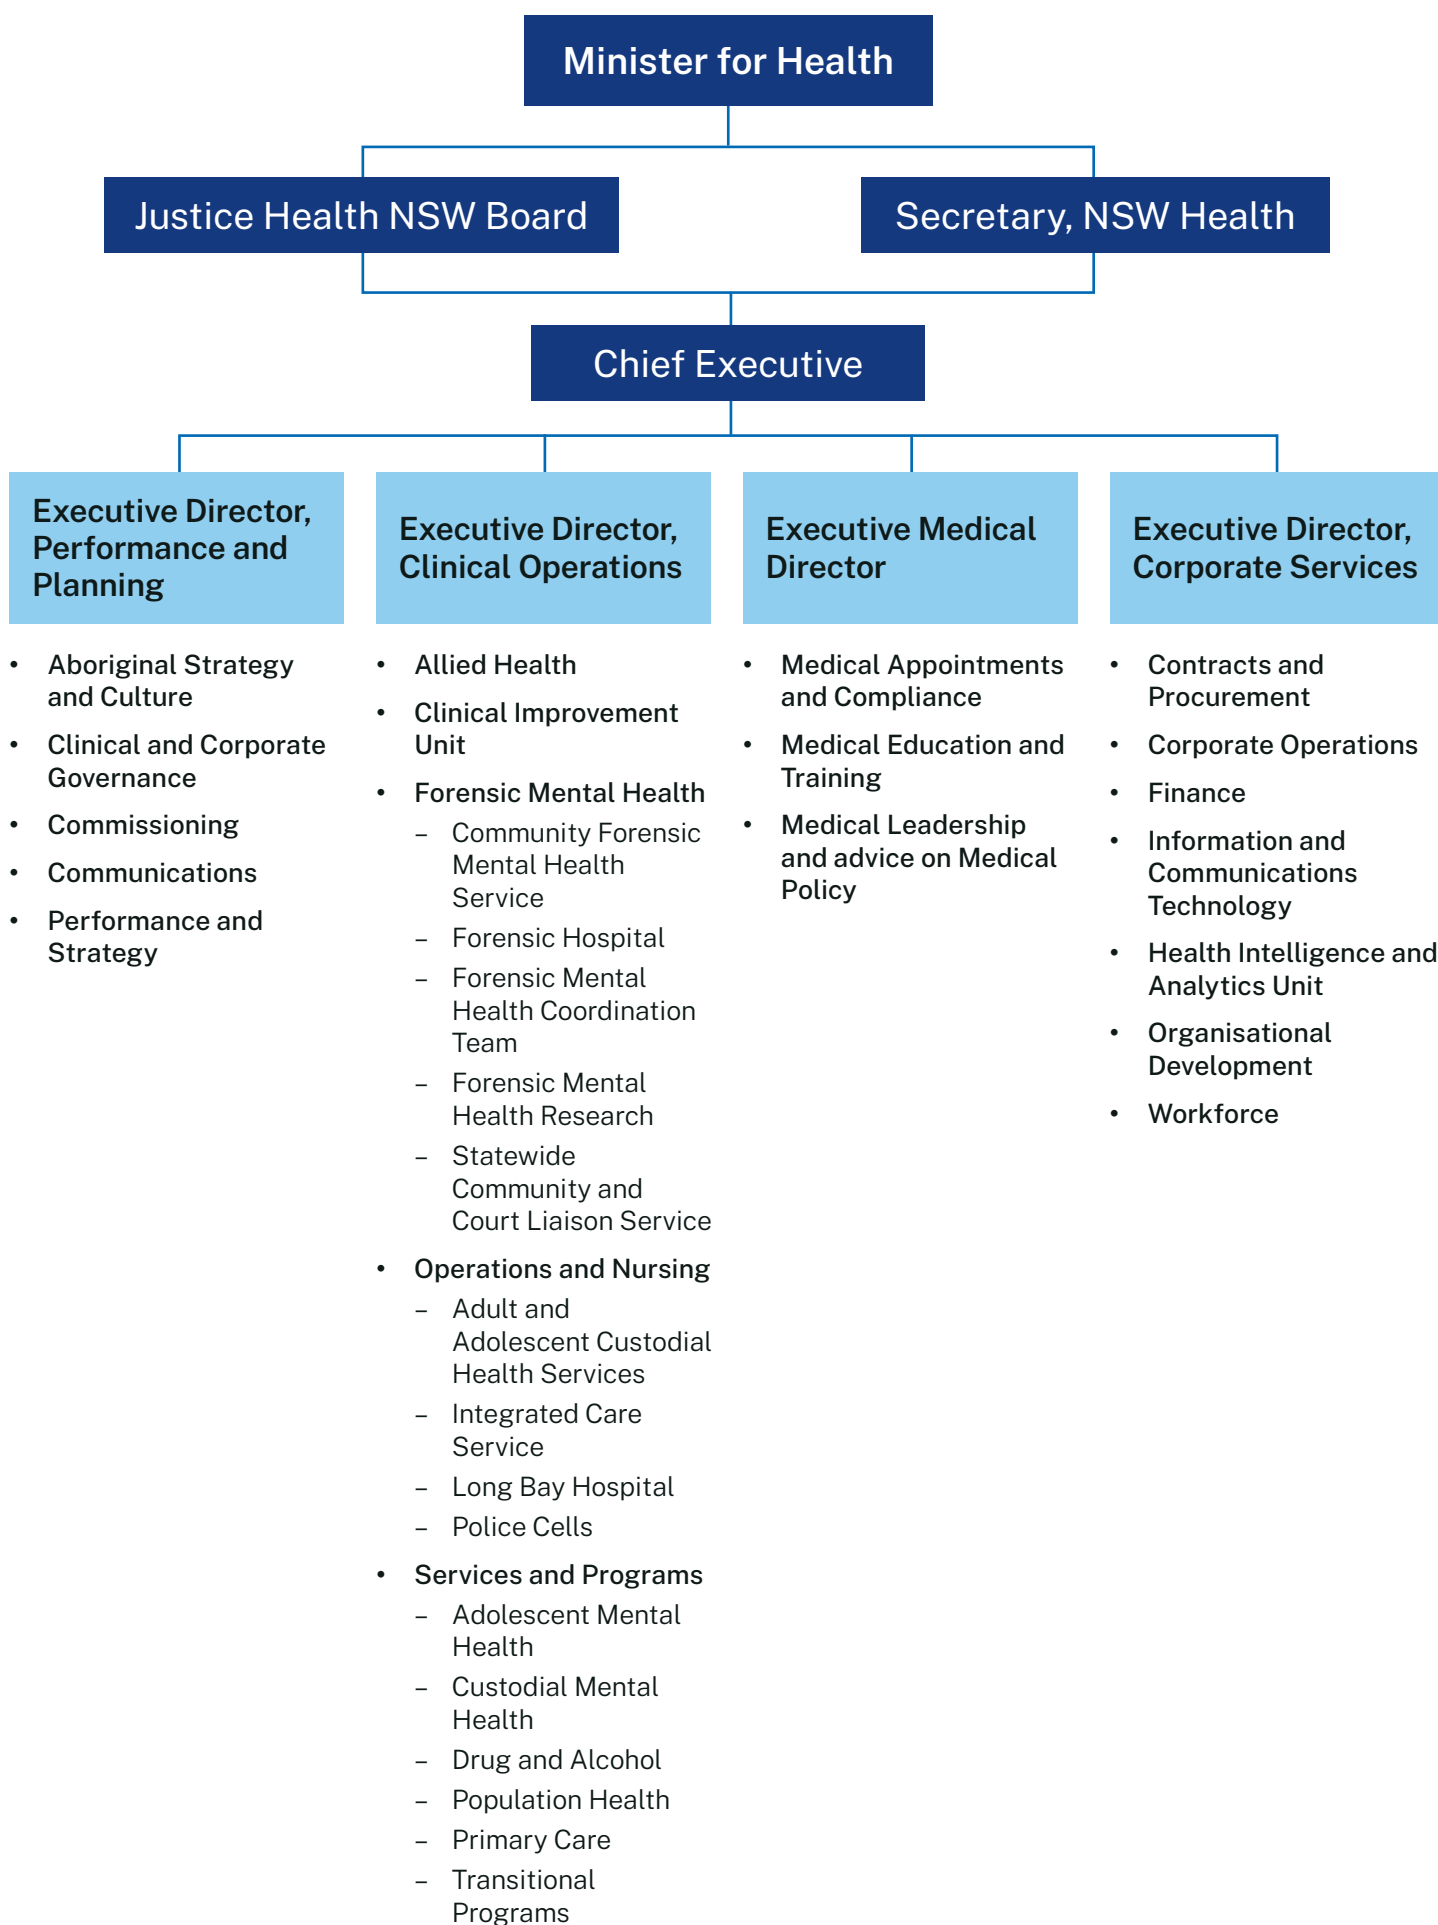 Minister for Health
Justice Health NSW Board
Secretary, NSW Health
Chief Executive
Executive Director,
Performance and
Planning
• Aboriginal Strategy
and Culture
• Clinical and Corporate
Governance
• Commissioning
• Communications
• Performance and
Strategy
Executive Director,
Clinical Operations
• Allied Health
• Clinical Improvement
Unit
• Forensic Mental Health
– Community Forensic
Mental Health
Service
– Forensic Hospital
– Forensic Mental
Health Coordination
Team
– Forensic Mental
Health Research
– Statewide
Community and
Court Liaison Service
• Operations and Nursing
– Adult and
Adolescent Custodial
Health Services
– Integrated Care
Service
– Long Bay Hospital
– Police Cells
• Services and Programs
– Adolescent Mental
Health
– Custodial Mental
Health
– Drug and Alcohol
– Population Health
– Primary Care
– Transitional
Programs
Executive Medical
Director
• Medical Appointments
and Compliance
• Medical Education and
Training
• Medical Leadership
and advice on Medical
Policy
Executive Director,
Corporate Services
• Contracts and
Procurement
• Corporate Operations
• Finance
• Information and
Communications
Technology
• Health Intelligence and
Analytics Unit
• Organisational
Development
• Workforce